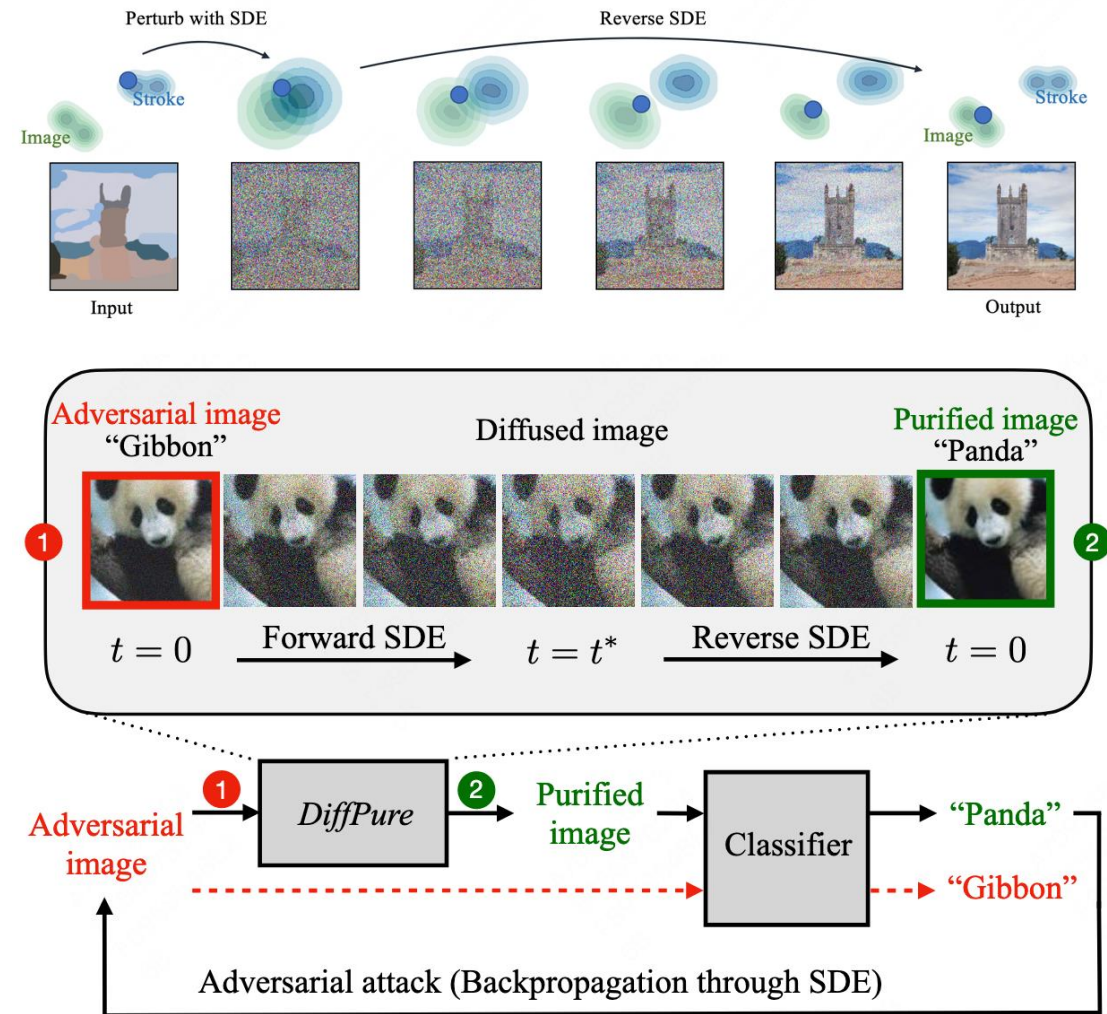 Perturb with SDE
Reverse SDE
Stroke
Image
Stroke
Image
Input
Output
Adversarial image
“Gibbon”
Diffused image
Purified image
“Panda”
1
2
t = 0
Forward SDE
t = t*
Reverse SDE
t = 0
1
2
Adversarial
image
DiffPure
Purified
image
Classifier
“Panda”
“Gibbon”
Adversarial attack (Backpropagation through SDE)